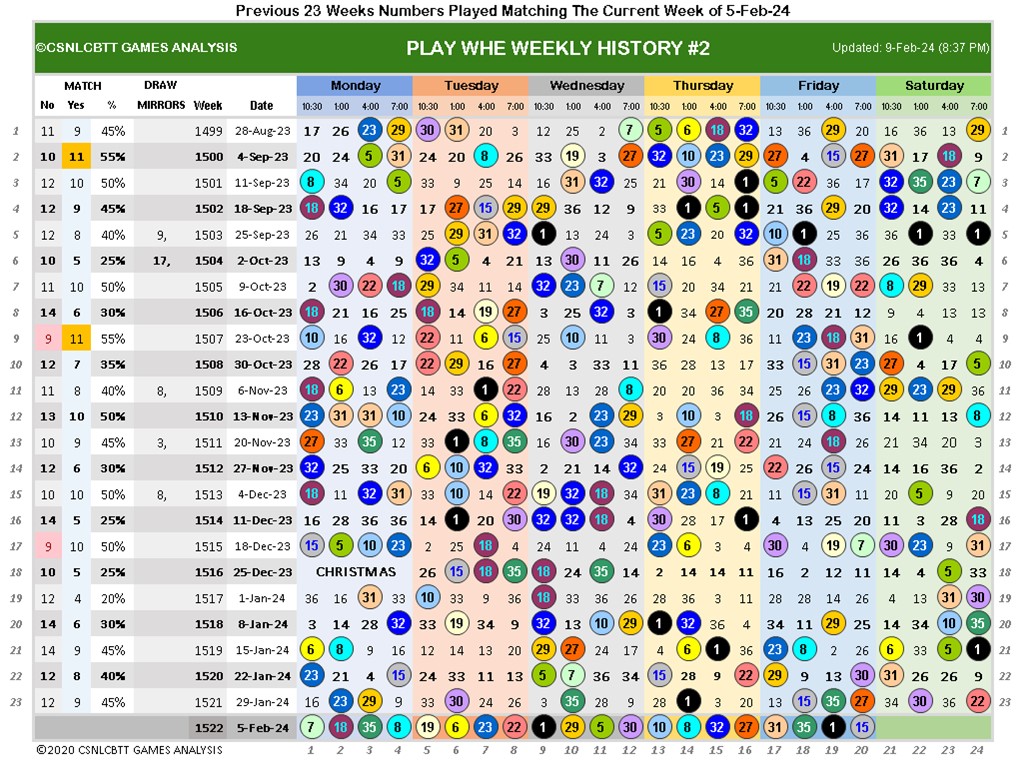 Previous 23 Weeks Numbers Played Matching The Current Week of 5-Feb-24
©CSNLCBTT GAMES ANALYSIS PLAY WHE WEEKLY HISTORY #2 Updated: 9-Feb-24 (8:37 PM)
MATCH DRAW Monday Tuesday Wednesday Thursday Friday Saturday
No Yes % MIRRORS Week Date 10:30 1:00 4:00 7:00 10:30 1:00 4:00 7:00 10:30 1:00 4:00 7:00 10:30 1:00 4:00 7:00 10:30 1:00 4:00 7:00 10:30 1:00 4:00 7:00
1 11 9 45% 1499 28-Aug-23 17 26 23 29 30 31 20 3 12 25 2 7 5 6 18 32 13 36 29 20 16 36 13 29 1
2 10 11 55% 1500 4-Sep-23 20 24 5 31 24 20 8 26 33 19 3 27 32 10 23 29 27 4 15 27 31 17 18 9 2
3 12 10 50% 1501 11-Sep-23 8 34 20 5 33 9 25 14 16 31 32 25 21 30 14 1 5 22 36 17 32 35 23 7 3
4 12 9 45% 1502 18-Sep-23 18 32 16 17 17 27 15 29 29 36 12 9 33 1 5 1 21 36 29 20 32 14 23 11 4
5 12 8 40% 9, 1503 25-Sep-23 26 21 34 33 25 29 31 32 1 13 24 3 5 23 20 32 10 1 25 36 36 1 33 1 5
6 10 5 25% 17, 1504 2-Oct-23 13 9 4 9 32 5 4 21 13 30 11 26 14 16 4 36 31 18 33 36 26 36 36 4 6
7 11 10 50% 1505 9-Oct-23 2 30 22 18 29 34 11 14 32 23 7 12 15 20 34 21 34 22 19 22 8 29 33 13 7
8 14 6 30% 1506 16-Oct-23 18 21 16 25 18 14 19 27 3 25 32 3 1 34 27 35 20 28 21 12 9 4 13 13 8
9 9 11 55% 1507 23-Oct-23 10 16 32 12 22 11 6 15 25 10 11 3 30 24 8 36 11 23 18 31 16 1 4 4 9
10 12 7 35% 1508 30-Oct-23 28 22 26 17 22 29 16 27 4 3 33 11 36 28 13 17 33 15 31 23 27 4 17 5 10
11 11 8 40% 8, 1509 6-Nov-23 18 6 13 23 14 33 1 22 28 13 28 8 36 11 34 11 25 26 23 32 29 23 29 36 11
12 13 10 50% 1510 13-Nov-23 23 31 31 10 24 33 6 32 16 2 23 29 3 10 3 18 26 15 8 36 14 11 13 8 12
13 10 9 45% 3, 1511 20-Nov-23 27 33 35 12 33 1 8 35 16 30 23 34 33 27 21 22 21 24 18 26 21 34 20 3 13
14 12 6 30% 1512 27-Nov-23 32 25 33 20 6 10 32 33 2 21 14 32 24 15 19 25 22 26 15 24 14 16 36 2 14
15 10 10 50% 8, 1513 4-Dec-23 18 11 32 31 33 10 14 22 19 32 18 34 31 23 8 21 11 15 31 11 20 5 9 20 15
16 14 5 25% 1514 11-Dec-23 16 28 36 36 14 1 20 30 32 32 18 4 30 28 17 1 4 13 25 20 11 3 28 18 16
17 9 10 50% 1515 18-Dec-23 15 5 10 23 2 25 18 4 24 11 4 24 23 6 3 4 30 4 19 7 30 23 9 31 17
18 10 5 25% 1516 25-Dec-23 CHRISTMAS 26 15 18 35 18 24 35 14 2 14 14 11 16 2 12 11 14 4 5 33 18
19 12 4 20% 1517 1-Jan-24 36 16 31 33 10 33 9 36 18 33 13 36 28 36 3 11 28 28 14 26 4 13 31 30 19
20 14 6 30% 1518 8-Jan-24 3 14 28 32 33 19 34 9 32 13 10 29 1 32 36 4 34 11 29 25 14 34 10 35 20
21 14 9 45% 1519 15-Jan-24 6 8 9 36 12 14 13 20 29 27 14 17 4 6 1 36 23 8 2 26 6 33 5 1 21
22 12 8 40% 1520 22-Jan-24 23 21 4 15 24 33 11 13 5 7 36 34 15 28 9 22 29 9 13 30 31 26 26 9 22
23 12 9 45% 1521 29-Jan-24 16 23 29 9 33 30 34 13 3 35 28 9 34 1 3 20 13 15 35 27 34 36 30 22 23
1522 5-Feb-24 7 18 35 8 19 6 23 22 1 29 5 30 10 8 32 27 31 35 1 15
©2020 CSNLCBTT GAMES ANALYSIS 1 2 3 4 5 6 7 8 9 10 11 12 13 14 15 16 17 18 19 20 21 22 23 24